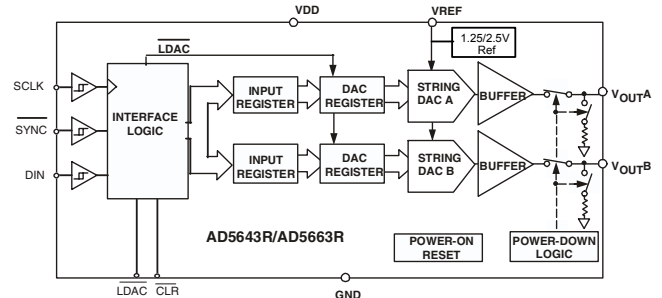 VDD
VREF
1.25/2.5V
Ref
LDAC
SCLK
SYNC
DIN
INTERFACE
LOGIC
INPUT
REGISTER
DAC
REGISTER
STRING
DAC A
BUFFER
VOUTA
INPUT
REGISTER
DAC
REGISTER
STRING
DAC B
BUFFER
VOUTB
AD5643R/AD5663R
POWER-ON
RESET
POWER-DOWN
LOGIC
LDAC
CLR
GND